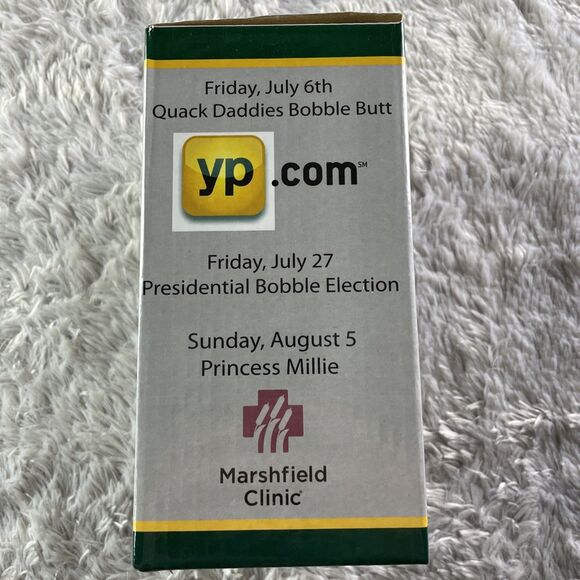 Friday, July 6th
Quack Daddies Bobble Butt
yp.com SM
Friday, July 27
Presidential Bobble Election
Sunday, August 5
Princess Millie
Marshfield
Clinic®